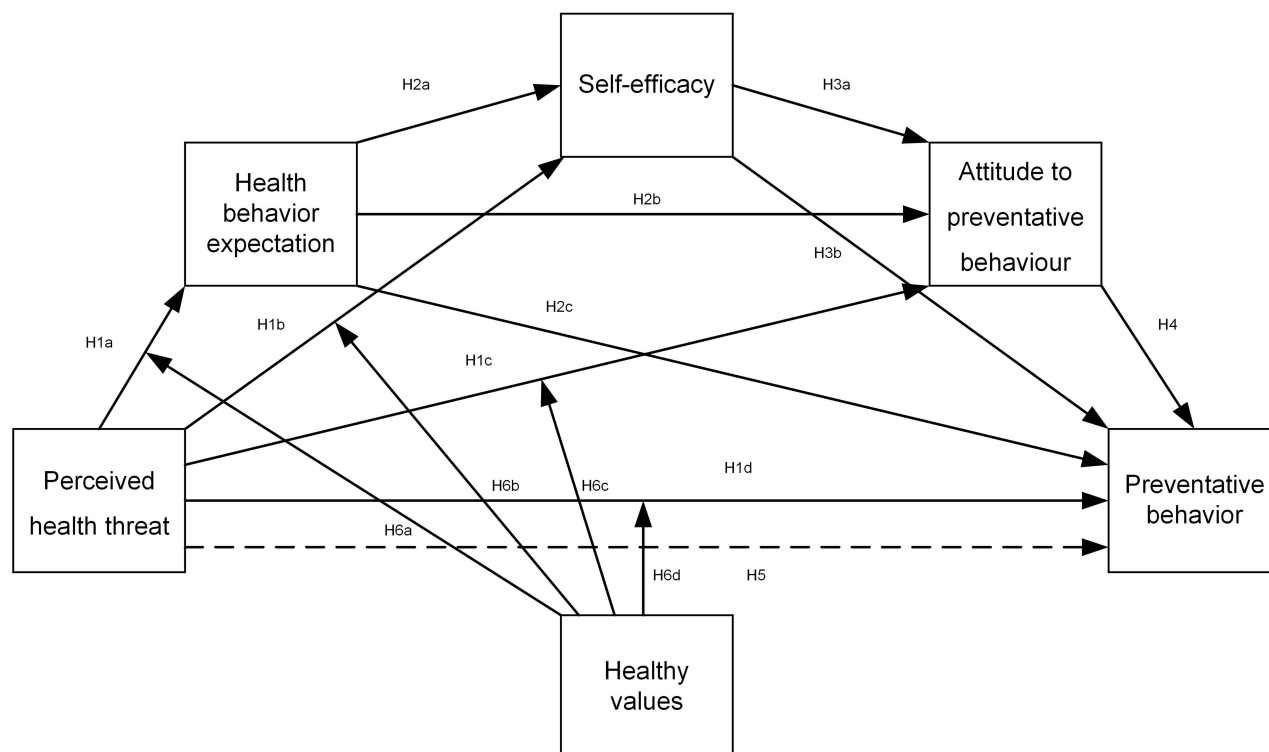 Self-efficacy
H2a
H3a
Health
behavior
expectation
Attitude to
preventative
behaviour
H2b
H3b
H1b
H2c
H1a
H1c
H4
Perceived
health threat
H1d
H6b
H6c
Preventative
behavior
H6a
H6d
H5
Healthy
values